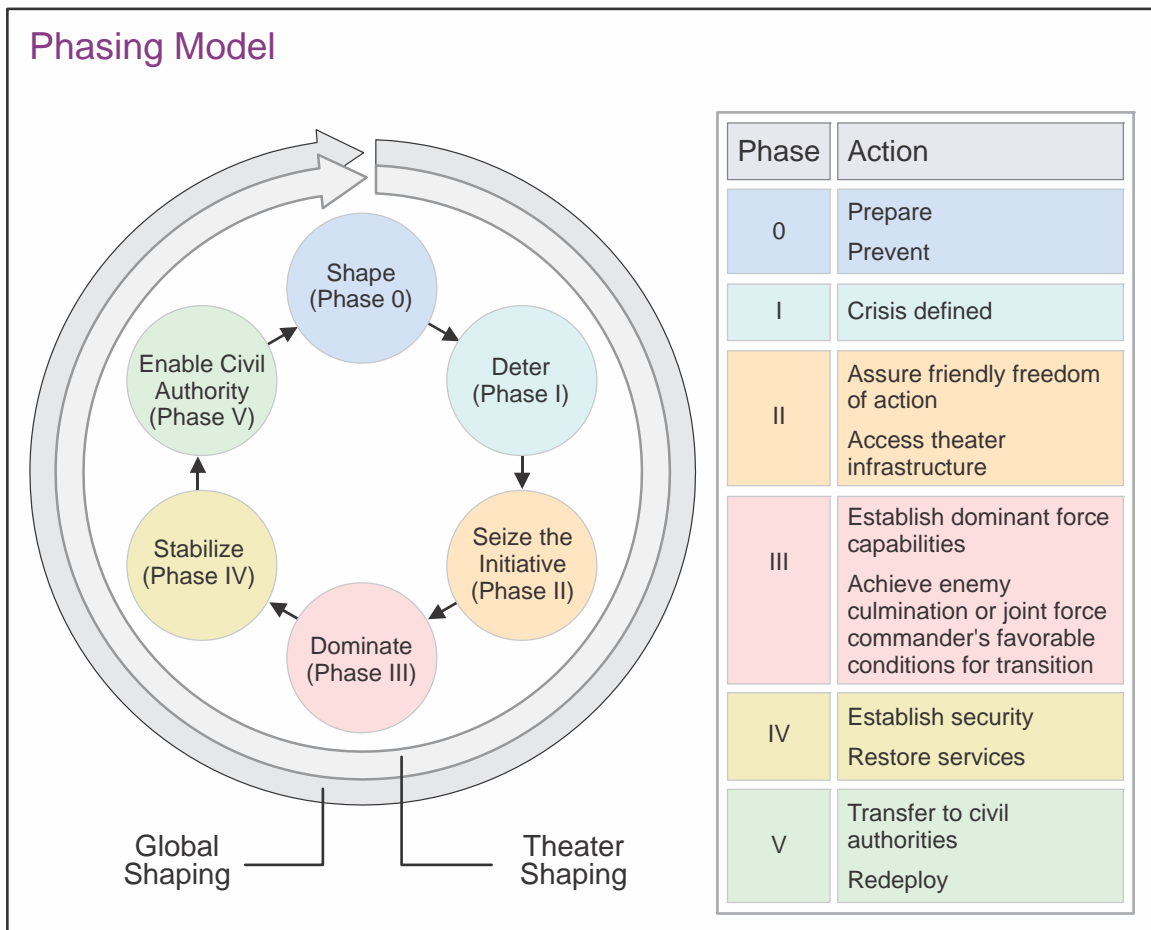 Phasing Model
Shape
(Phase 0)
Deter
(Phase I)
Seize the
Initiative
(Phase II)
Dominate
(Phase III)
Stabilize
(Phase IV)
Enable Civil
Authority
(Phase V)
Global
Shaping
Theater
Shaping
Phase Action
0
Prepare
Prevent
I
Crisis defined
II
Assure friendly freedom
of action
Access theater
infrastructure
III
Establish dominant force
capabilities
Achieve enemy
culmination or joint force
commander's favorable
conditions for transition
IV
Establish security
Restore services
V
Transfer to civil
authorities
Redeploy